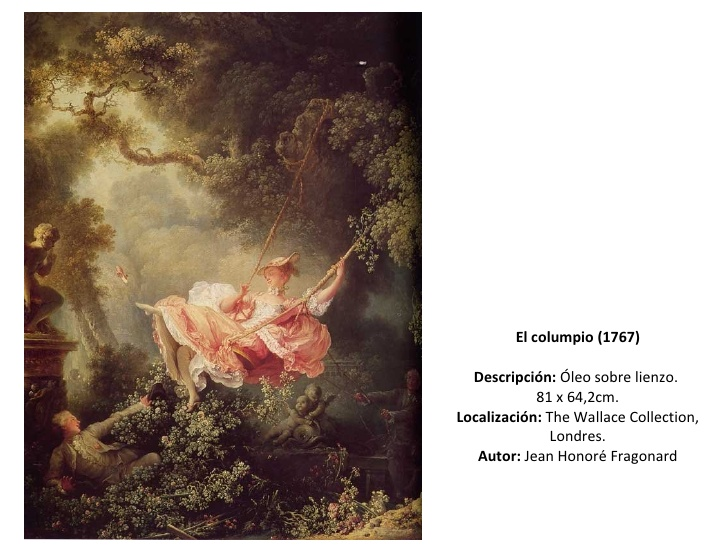 El columpio (1767)
Descripción: Óleo sobre lienzo.
81 x 64,2cm.
Localización: The Wallace Collection,
Londres.
Autor: Jean Honoré Fragonard